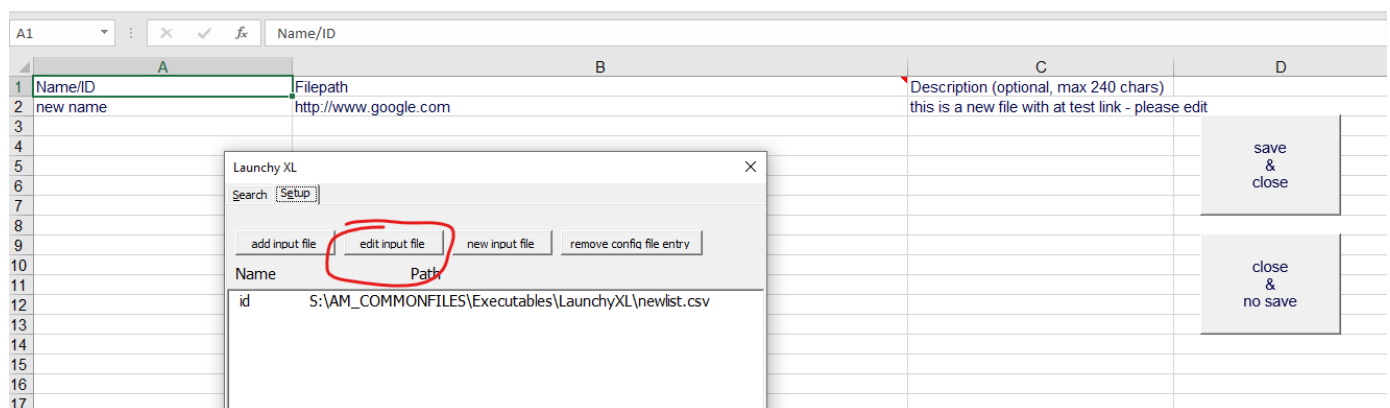 A1 fx Name/ID
A B C D
1 Name/ID Filepath Description (optional, max 240 chars)
2 new name http://www.google.com this is a new file with at test link - please edit
3
4
5
6
7
8
9
10
11
12
13
14
15
16
17
save
&
close
close
&
no save
Launchy XL
Search Setup
add input file edit input file new input file remove config file entry
Name Path
id S:\AM_COMMONFILES\Executables\LaunchyXL\newlist.csv